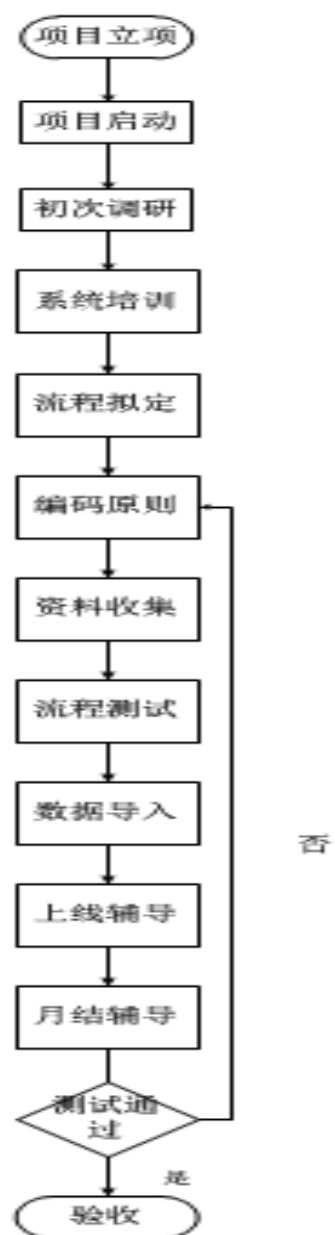 项目立项
项目启动
初次调研
系统培训
流程拟定
编码原则
资料收集
流程测试
数据导入
否
上线辅导
月结辅导
测试通
过
是
验收